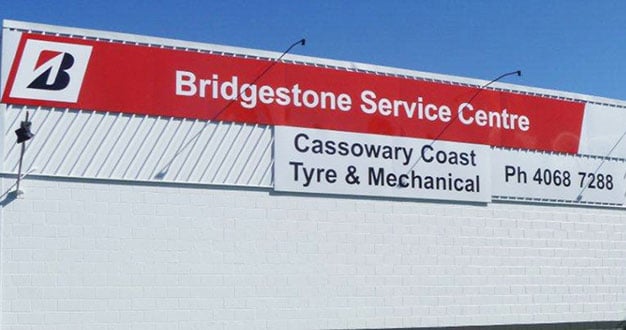 B Bridgestone Service Centre
Cassowary Coast
Tyre & Mechanical
Ph 4068 7288